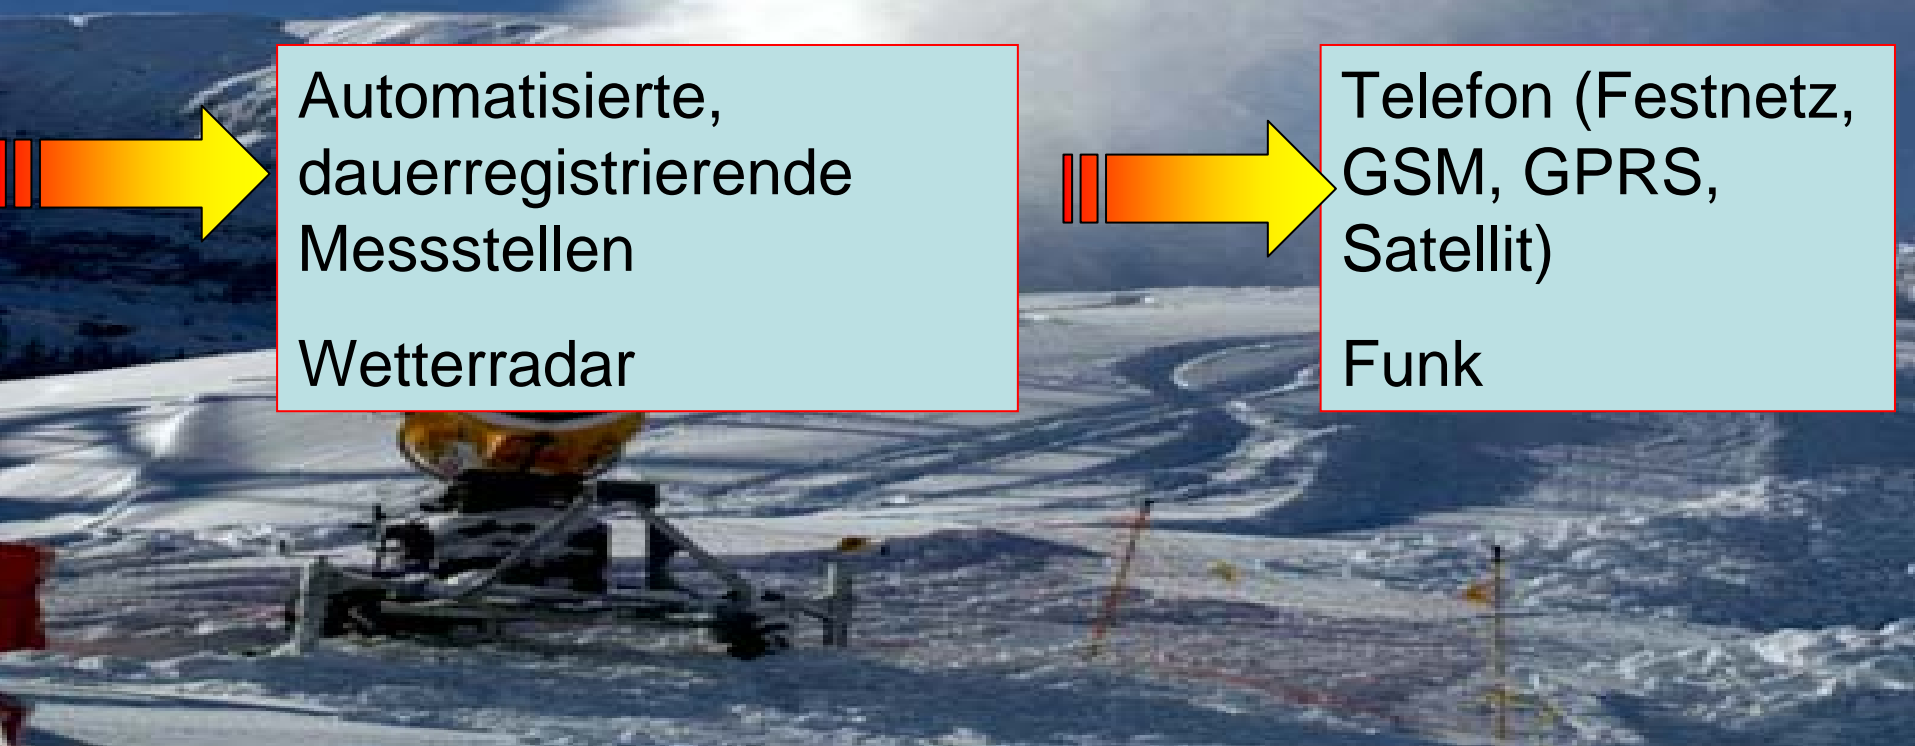 Automatisierte,
dauerregistrierende
Messstellen
Wetterradar
Telefon (Festnetz,
GSM, GPRS,
Satellit)
Funk